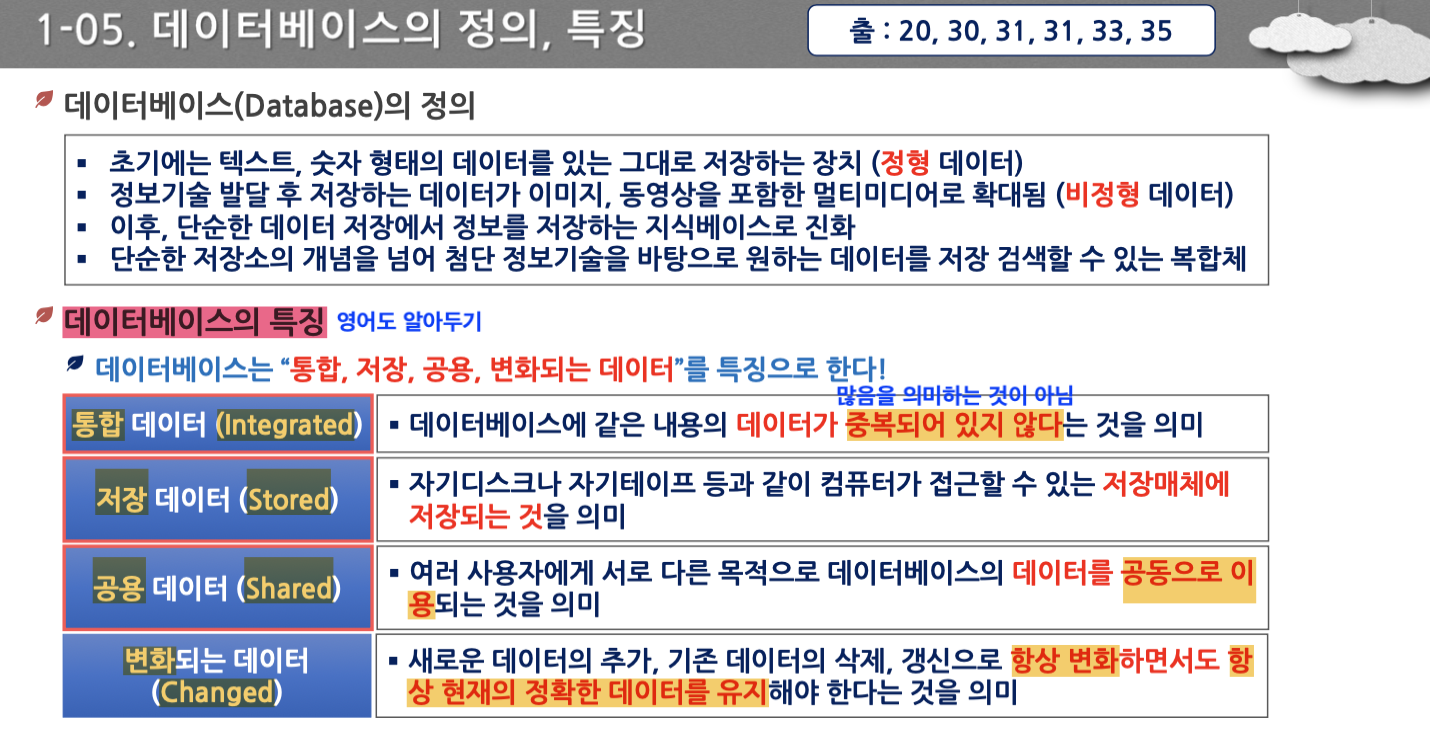 1-05. 데이터베이스의 정의, 특징
출 : 20, 30, 31, 31, 33, 35
데이터베이스(Database)의 정의
▪ 초기에는 텍스트, 숫자 형태의 데이터를 있는 그대로 저장하는 장치 (정형 데이터)
▪ 정보기술 발달 후 저장하는 데이터가 이미지, 동영상을 포함한 멀티미디어로 확대됨 (비정형 데이터)
▪ 이후, 단순한 데이터 저장에서 정보를 저장하는 지식베이스로 진화
▪ 단순한 저장소의 개념을 넘어 첨단 정보기술을 바탕으로 원하는 데이터를 저장 검색할 수 있는 복합체
데이터베이스의 특징 영어도 알아두기
데이터베이스는 “통합, 저장, 공용, 변화되는 데이터”를 특징으로 한다!
많음을 의미하는 것이 아님
통합 데이터 (Integrated)
▪ 데이터베이스에 같은 내용의 데이터가 중복되어 있지 않다는 것을 의미
저장 데이터 (Stored)
▪ 자기디스크나 자기테이프 등과 같이 컴퓨터가 접근할 수 있는 저장매체에
저장되는 것을 의미
공용 데이터 (Shared)
▪ 여러 사용자에게 서로 다른 목적으로 데이터베이스의 데이터를 공동으로 이
용되는 것을 의미
변화되는 데이터
(Changed)
▪ 새로운 데이터의 추가, 기존 데이터의 삭제, 갱신으로 항상 변화하면서도 항
상 현재의 정확한 데이터를 유지해야 한다는 것을 의미